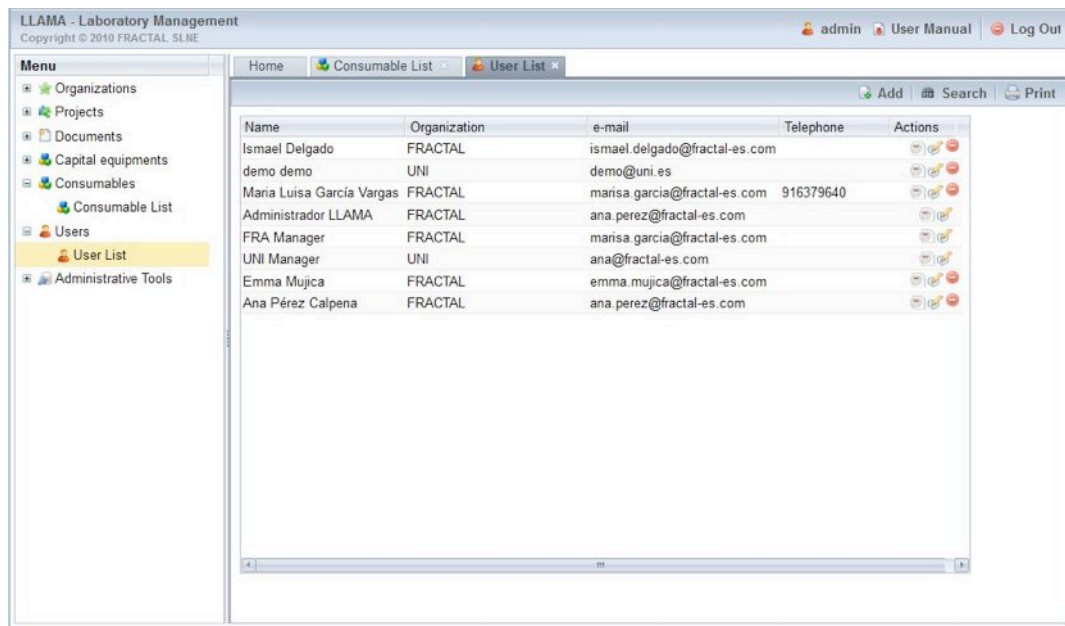 LLAMA - Laboratory Management
Copyright © 2010 FRACTAL SLNE
admin User Manual Log Out
Menu
Organizations
Projects
Documents
Capital equipments
Consumables
Consumable List
Users
User List
Administrative Tools
Home Consumable List User List
Add Search Print
Name Organization e-mail Telephone Actions
Ismael Delgado FRACTAL ismael.delgado@fractal-es.com
demo demo UNI demo@uni.es
Maria Luisa García Vargas FRACTAL marisa.garcia@fractal-es.com 916379640
Administrador LLAMA FRACTAL ana.perez@fractal-es.com
FRA Manager FRACTAL marisa.garcia@fractal-es.com
UNI Manager UNI ana@fractal-es.com
Emma Mujica FRACTAL emma.mujica@fractal-es.com
Ana Pérez Calpena FRACTAL ana.perez@fractal-es.com